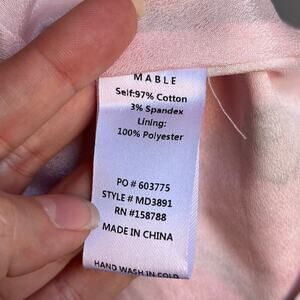 MABLE
Self:97% Cotton
3% Spandex
Lining:
100% Polyester
PO # 603775
STYLE # MD3891
RN #158788
MADE IN CHINA
HAND WASH IN COLD